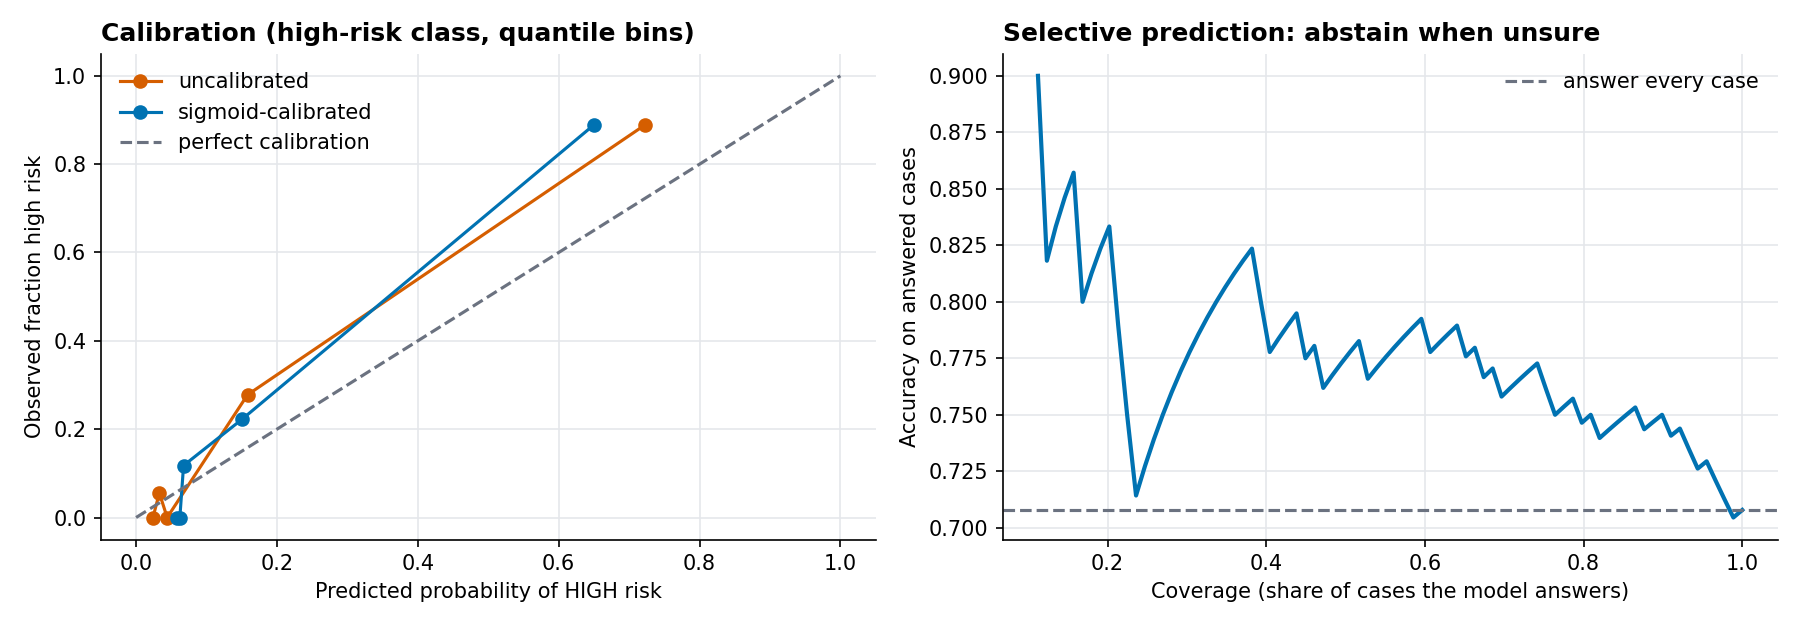 Calibration (high-risk class, quantile bins)
uncalibrated
sigmoid-calibrated
perfect calibration
1.0
0.8
0.6
0.4
0.2
0.0
Observed fraction high risk
0.0 0.2 0.4 0.6 0.8 1.0
Predicted probability of HIGH risk
Selective prediction: abstain when unsure
answer every case
0.900
0.875
0.850
0.825
0.800
0.775
0.750
0.725
0.700
Accuracy on answered cases
0.2 0.4 0.6 0.8 1.0
Coverage (share of cases the model answers)